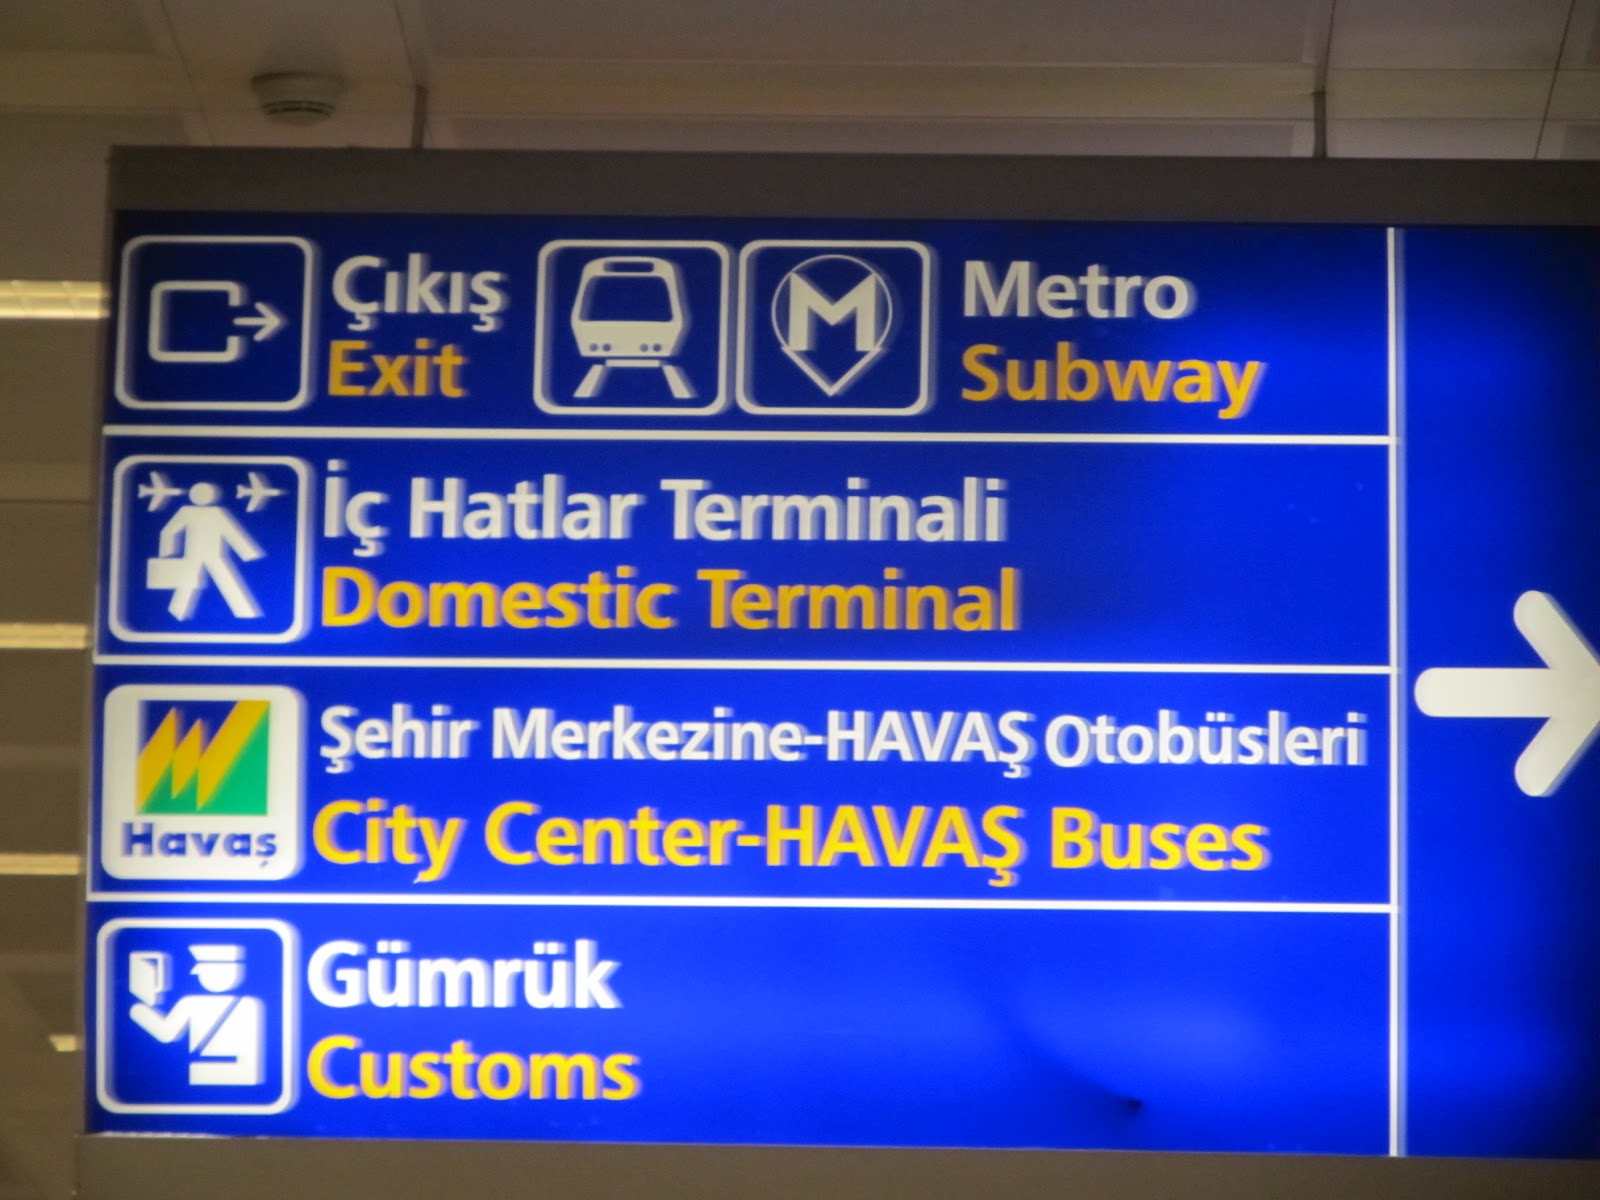 Çıkış
Exit
M
Metro
Subway
İç Hatlar Terminali
Domestic Terminal
Havaş
Şehir Merkezine-HAVAŞ Otobüsleri
City Center-HAVAŞ Buses
Gümrük
Customs